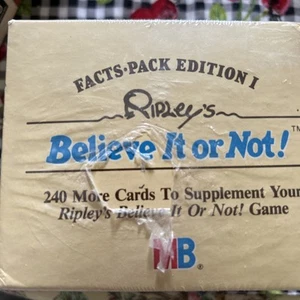 FACTS-PACK EDITION I
RIPLEY's
Believe It or Not!™
240 More Cards To Supplement Your
Ripley's Believe It Or Not! Game
MB®